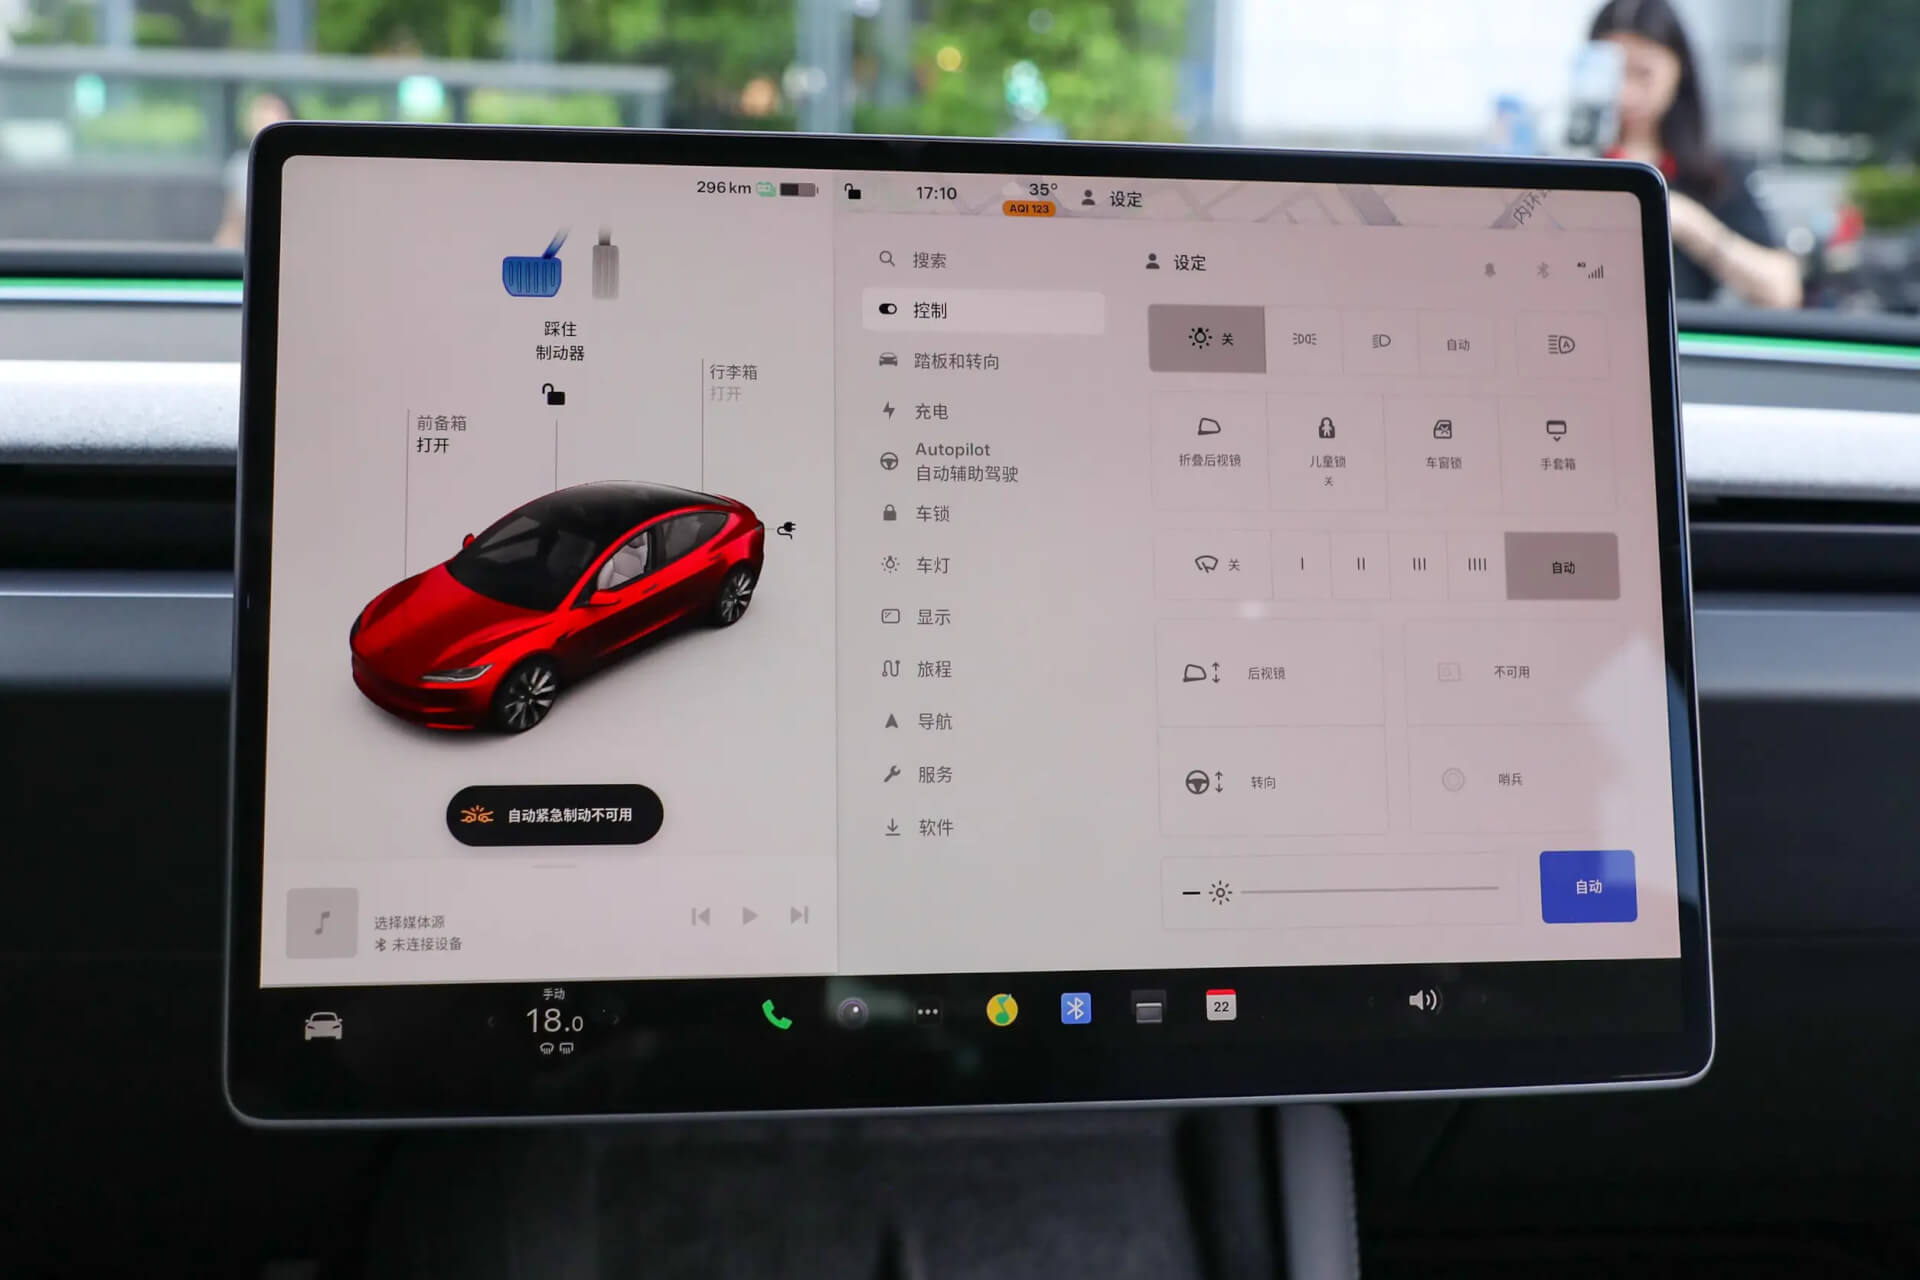 296 km
17:10
35°
AQI 123
设定
内环
踩住
制动器
行李箱
打开
前备箱
打开
自动紧急制动不可用
选择媒体源
未连接设备
搜索
控制
踏板和转向
充电
Autopilot
自动辅助驾驶
车锁
车灯
显示
旅程
导航
服务
软件
设定
4G
关
自动
A
折叠后视镜
儿童锁
关
车窗锁
手套箱
关
I
II
III
IIII
自动
后视镜
不可用
转向
哨兵
自动
手动
18.0
22